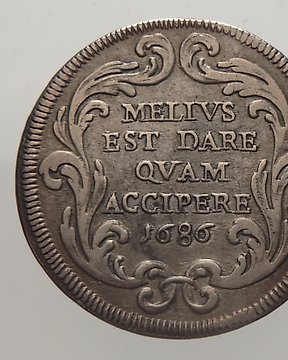 MELIVS
EST DARE
QVAM
ACCIPERE
1686